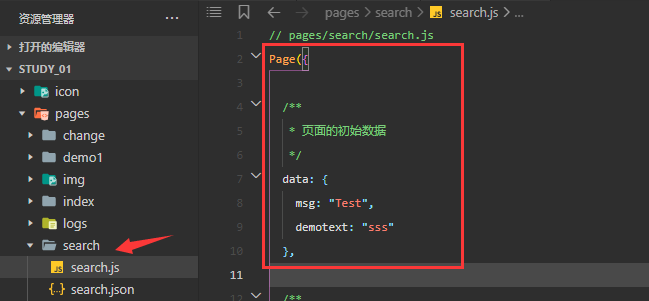 资源管理器 ...
打开的编辑器
STUDY_01
icon
pages
change
demo1
img
index
logs
search
search.js
search.json
pages > search > search.js > ...
1 // pages/search/search.js
2 Page({
3
4 /**
5 * 页面的初始数据
6 */
7 data: {
8 msg: "Test",
9 demotext: "sss"
10 },
11
12 /**